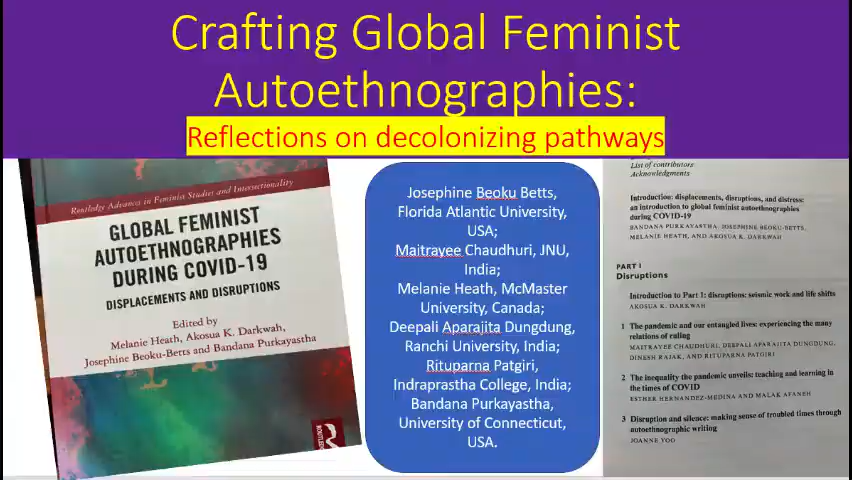 Crafting Global Feminist
Autoethnographies:
Reflections on decolonizing pathways
Routledge Advances in Feminist Studies and Intersectionality
GLOBAL FEMINIST
AUTOETHNOGRAPHIES
DURING COVID-19
DISPLACEMENTS AND DISRUPTIONS
Edited by
Melanie Heath, Akosua K. Darkwah,
Josephine Beoku-Betts and Bandana Purkayastha
Josephine Beoku Betts,
Florida Atlantic University,
USA;
Maitrayee Chaudhuri, JNU,
India;
Melanie Heath, McMaster
University, Canada;
Deepali Aparajita Dungdung,
Ranchi University, India;
Rituparna Patgiri,
Indraprastha College, India;
Bandana Purkayastha,
University of Connecticut,
USA.
List of contributors
Acknowledgments
Introduction: displacements, disruptions, and distress:
an introduction to global feminist autoethnographies
during COVID-19
BANDANA PURKAYASTHA, JOSEPHINE BEOKU-BETTS,
MELANIE HEATH, AND AKOSUA K. DARKWAH
PART I
Disruptions
Introduction to Part 1: disruptions: seismic work and life shifts
AKOSUA K. DARKWAH
1 The pandemic and our entangled lives: experiencing the many
relations of ruling
MAITRAYEE CHAUDHURI, DEEPALI APARAJITA DUNGDUNG,
DINESH RAJAK, AND RITUPARNA PATGIRI
2 The inequality the pandemic unveils: teaching and learning in
the times of COVID
ESTHER HERNANDEZ-MEDINA AND MALAK AFANEH
3 Disruption and silence: making sense of troubled times through
autoethnographic writing
JOANNE YOO